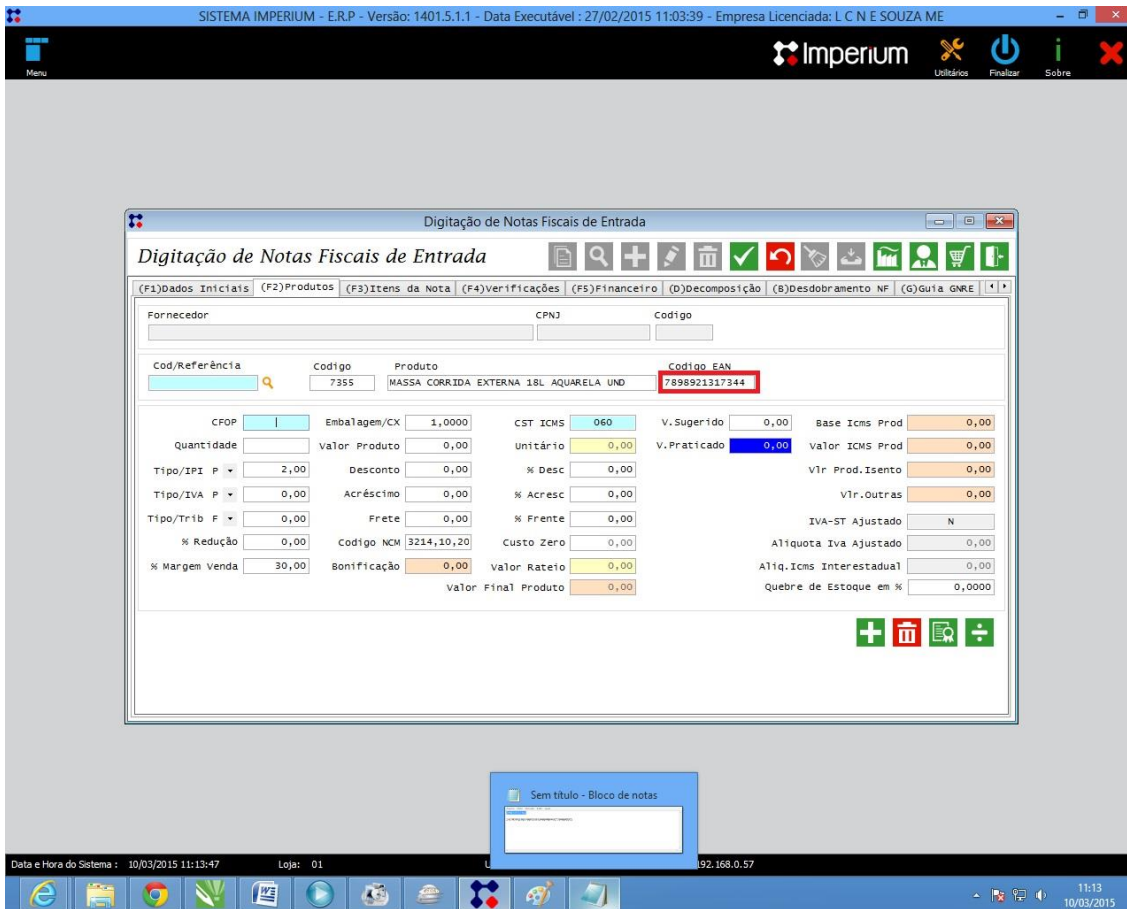 SISTEMA IMPERIUM - E.R.P - Versão: 1401.5.1.1 - Data Executável : 27/02/2015 11:03:39 - Empresa Licenciada: L C N E SOUZA ME
Menu
Imperium
Utilitários Finalizar Sobre
Digitação de Notas Fiscais de Entrada
Digitação de Notas Fiscais de Entrada
(F1)Dados Iniciais (F2)Produtos (F3)Itens da Nota (F4)Verificações (F5)Financeiro (D)Decomposição (B)Desdobramento NF (G)Guia GNRE
Fornecedor CPNJ Codigo
Cod/Referência Codigo Produto Codigo EAN
7355 MASSA CORRIDA EXTERNA 18L AQUARELA UND 7898921317344
CFOP Embalagem/CX 1,0000 CST ICMS 060 V.Sugerido 0,00 Base Icms Prod 0,00
Quantidade Valor Produto 0,00 Unitário 0,00 V.Praticado 0,00 Valor ICMS Prod 0,00
Tipo/IPI P 2,00 Desconto 0,00 % Desc 0,00 Vlr Prod.Isento 0,00
Tipo/IVA P 0,00 Acréscimo 0,00 % Acresc 0,00 Vlr.Outras 0,00
Tipo/Trib F 0,00 Frete 0,00 % Frente 0,00 IVA-ST Ajustado N
% Redução 0,00 Codigo NCM 3214,10,20 Custo Zero 0,00 Aliquota Iva Ajustado 0,00
% Margem Venda 30,00 Bonificação 0,00 Valor Rateio 0,00 Aliq.Icms Interestadual 0,00
Valor Final Produto 0,00 Quebre de Estoque em % 0,0000
Sem título - Bloco de notas
Data e Hora do Sistema : 10/03/2015 11:13:47 Loja: 01 U 192.168.0.57
11:13
10/03/2015